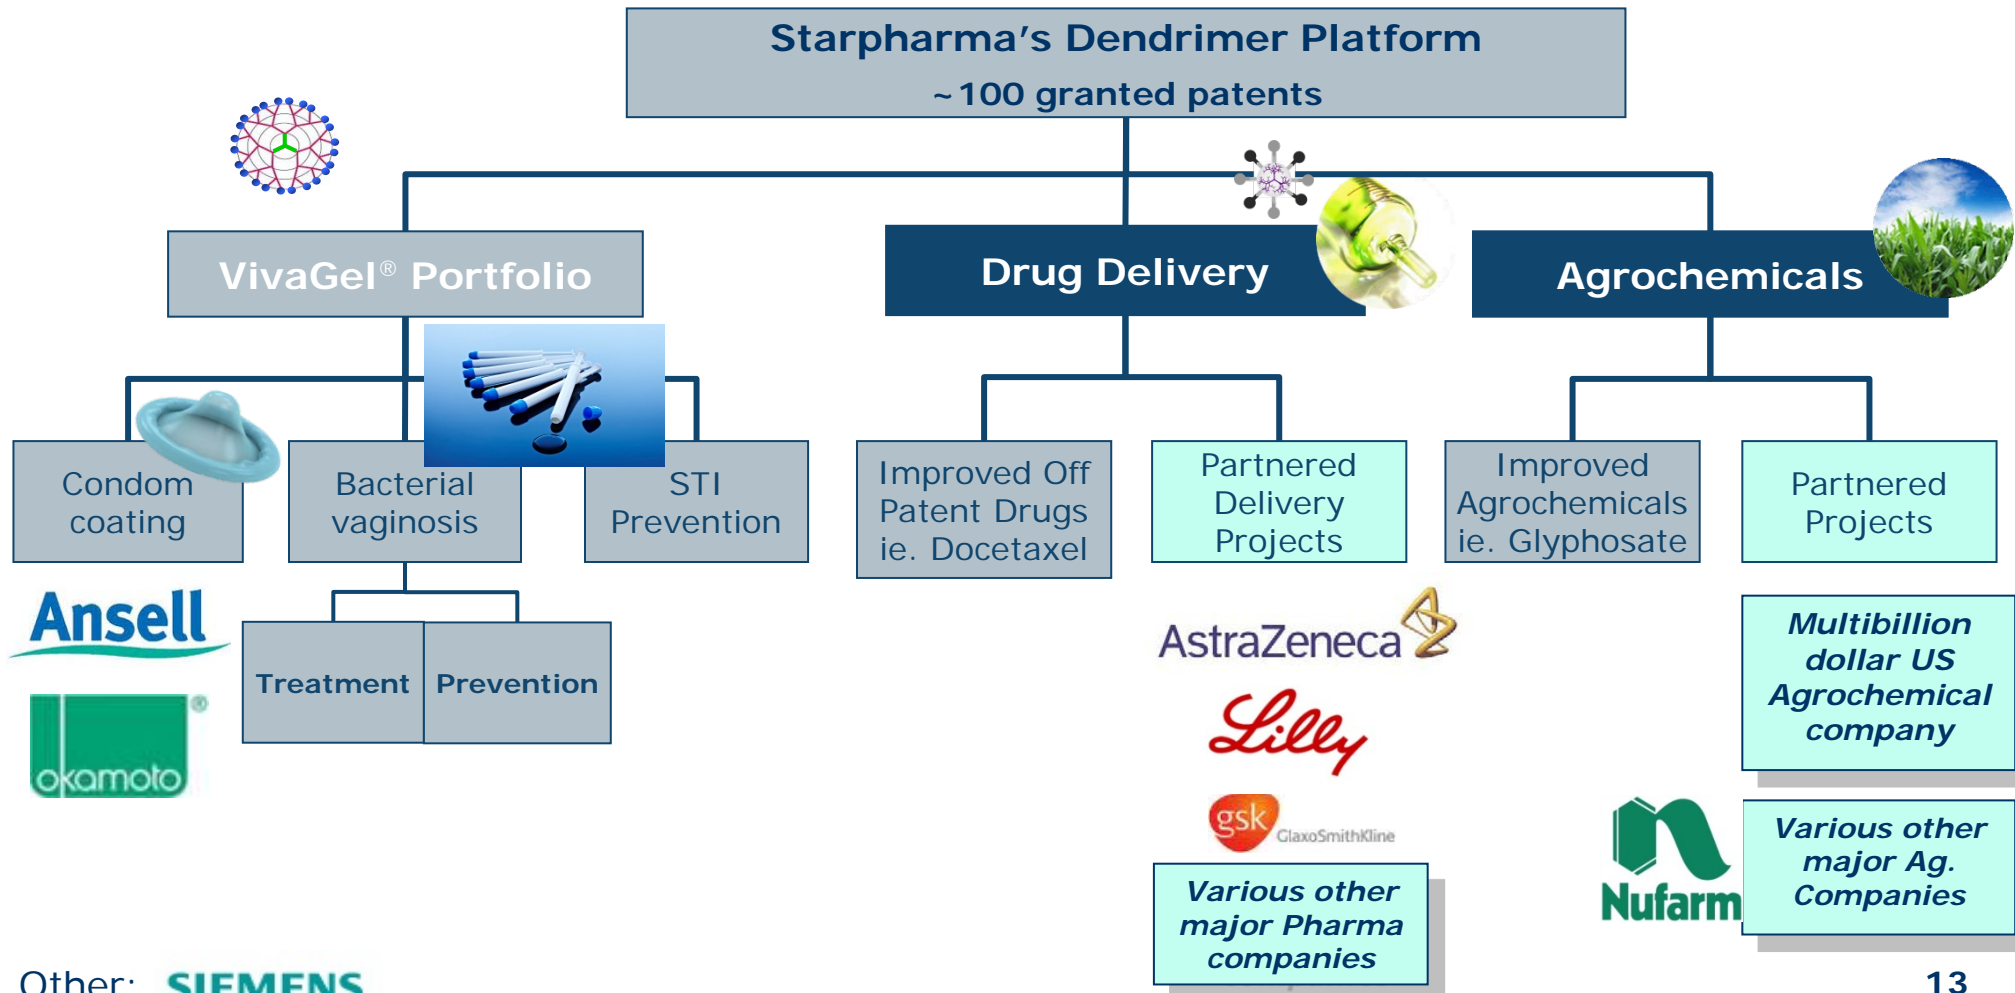 Starpharma's Dendrimer Platform
~100 granted patents
VivaGel® Portfolio
Drug Delivery
Agrochemicals
Condom
coating
Bacterial
vaginosis
STI
Prevention
Improved Off
Patent Drugs
ie. Docetaxel
Partnered
Delivery
Projects
Improved
Agrochemicals
ie. Glyphosate
Partnered
Projects
Ansell
okamoto
®
Treatment
Prevention
AstraZeneca
Lilly
gsk
GlaxoSmithKline
Various other
major Pharma
companies
Multibillion
dollar US
Agrochemical
company
Nufarm
Various other
major Ag.
Companies
Other: SIEMENS
13